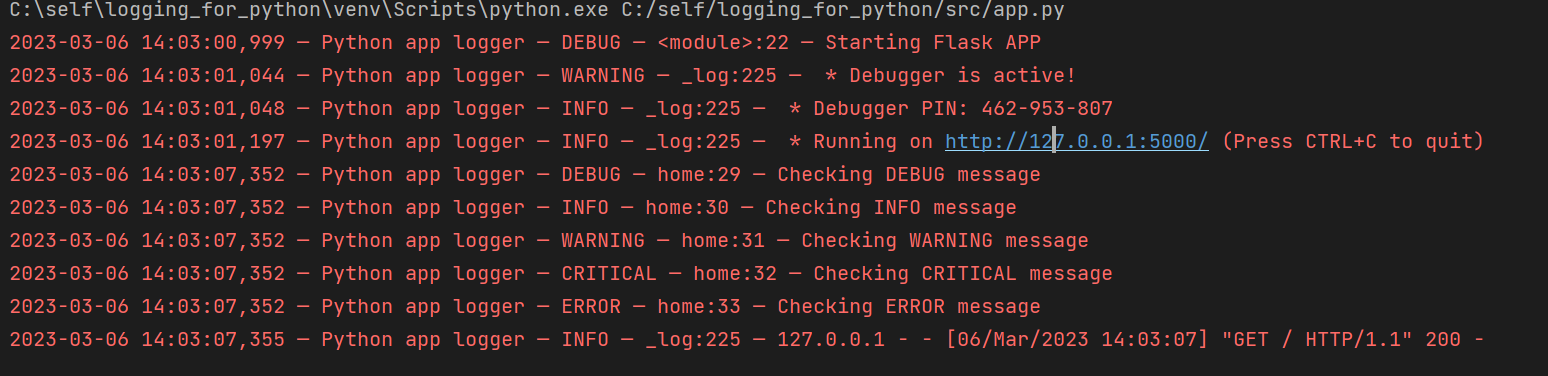 C:\self\logging_for_python\venv\Scripts\python.exe C:/self/logging_for_python/src/app.py
2023-03-06 14:03:00,999 — Python app logger — DEBUG — <module>:22 — Starting Flask APP
2023-03-06 14:03:01,044 — Python app logger — WARNING — _log:225 —  * Debugger is active!
2023-03-06 14:03:01,048 — Python app logger — INFO — _log:225 —  * Debugger PIN: 462-953-807
2023-03-06 14:03:01,197 — Python app logger — INFO — _log:225 —  * Running on http://127.0.0.1:5000/ (Press CTRL+C to quit)
2023-03-06 14:03:07,352 — Python app logger — DEBUG — home:29 — Checking DEBUG message
2023-03-06 14:03:07,352 — Python app logger — INFO — home:30 — Checking INFO message
2023-03-06 14:03:07,352 — Python app logger — WARNING — home:31 — Checking WARNING message
2023-03-06 14:03:07,352 — Python app logger — CRITICAL — home:32 — Checking CRITICAL message
2023-03-06 14:03:07,352 — Python app logger — ERROR — home:33 — Checking ERROR message
2023-03-06 14:03:07,355 — Python app logger — INFO — _log:225 — 127.0.0.1 - - [06/Mar/2023 14:03:07] "GET / HTTP/1.1" 200 -